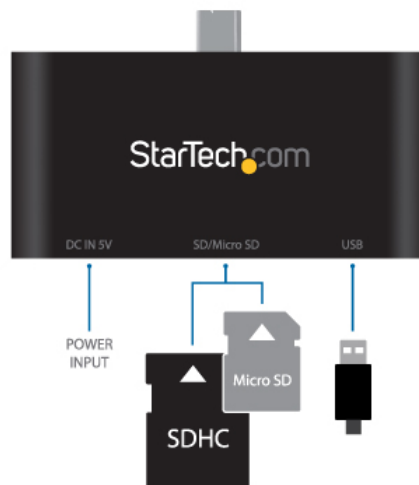 StarTech.com
DC IN 5V SD/Micro SD USB
POWER
INPUT
Micro SD
SDHC